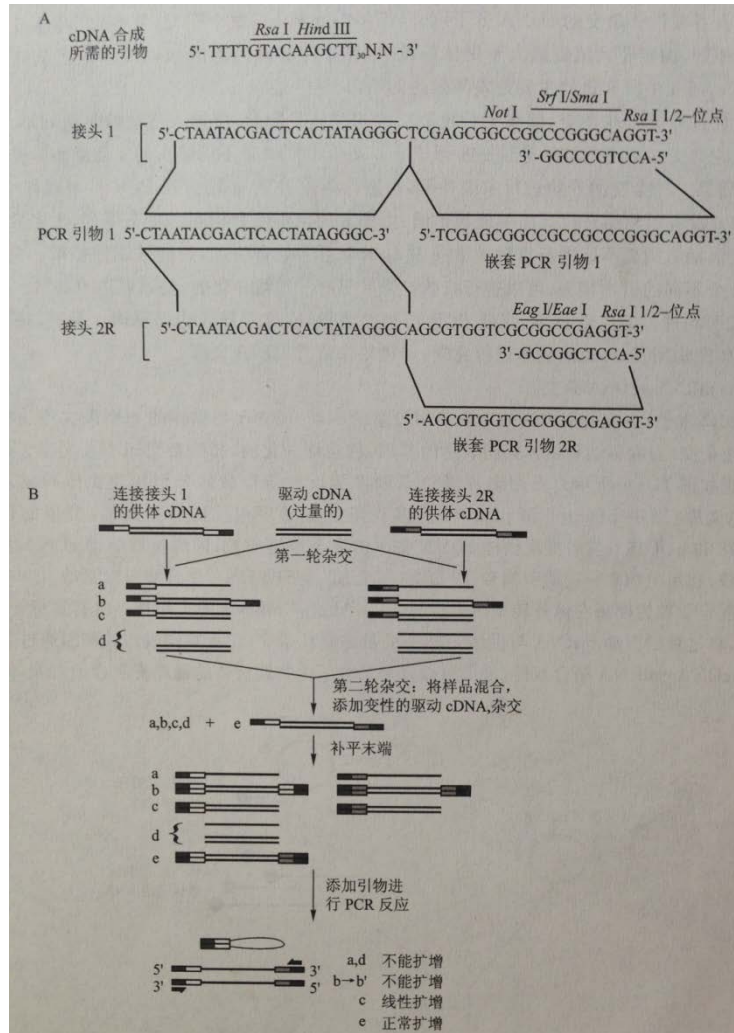 A
cDNA 合成
所需的引物
Rsa I Hind III
5'- TTTTGTACAAGCTT₃₀N₂N - 3'
Not I
Srf I/Sma I
Rsa I 1/2–位点
接头 1
5'-CTAATACGACTCACTATAGGGCTCGAGCGGCCGCCCGGGCAGGT-3'
3' -GGCCCGTCCA-5'
PCR 引物 1 5'-CTAATACGACTCACTATAGGGC-3'
5'-TCGAGCGGCCGCCGCCCGGGCAGGT-3'
嵌套 PCR 引物 1
Eag I/Eae I Rsa I 1/2–位点
接头 2R
5'-CTAATACGACTCACTATAGGGCAGCGTGGTCGCGGCCGAGGT-3'
3' -GCCGGCTCCA-5'
5' -AGCGTGGTCGCGGCCGAGGT-3'
嵌套 PCR 引物 2R
B
连接接头 1
的供体 cDNA
驱动 cDNA
(过量的)
连接接头 2R
的供体 cDNA
第一轮杂交
a
b
c
d
第二轮杂交：将样品混合，
添加变性的驱动 cDNA,杂交
a,b,c,d + e
补平末端
a
b
c
d
e
添加引物进
行 PCR 反应
5' 3'
3' 5'
a,d 不能扩增
b→b' 不能扩增
c 线性扩增
e 正常扩增